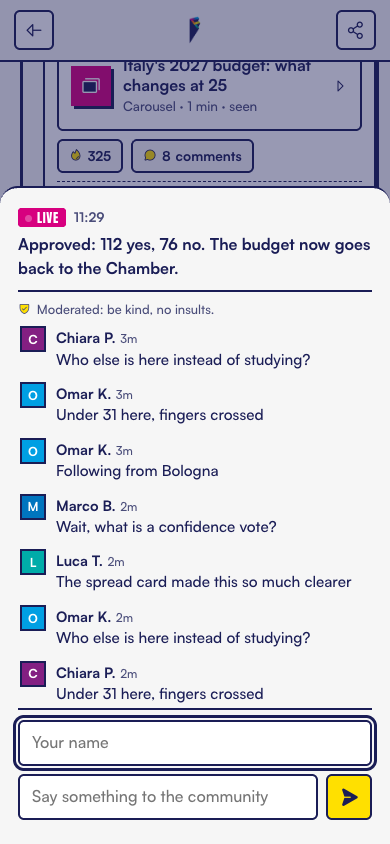 Italy's 2027 budget: what
changes at 25
Carousel • 1 min • seen
325
8 comments
LIVE 11:29
Approved: 112 yes, 76 no. The budget now goes
back to the Chamber.
Moderated: be kind, no insults.
C Chiara P. 3m
Who else is here instead of studying?
O Omar K. 3m
Under 31 here, fingers crossed
O Omar K. 3m
Following from Bologna
M Marco B. 2m
Wait, what is a confidence vote?
L Luca T. 2m
The spread card made this so much clearer
O Omar K. 2m
Who else is here instead of studying?
C Chiara P. 2m
Under 31 here, fingers crossed
Your name
Say something to the community